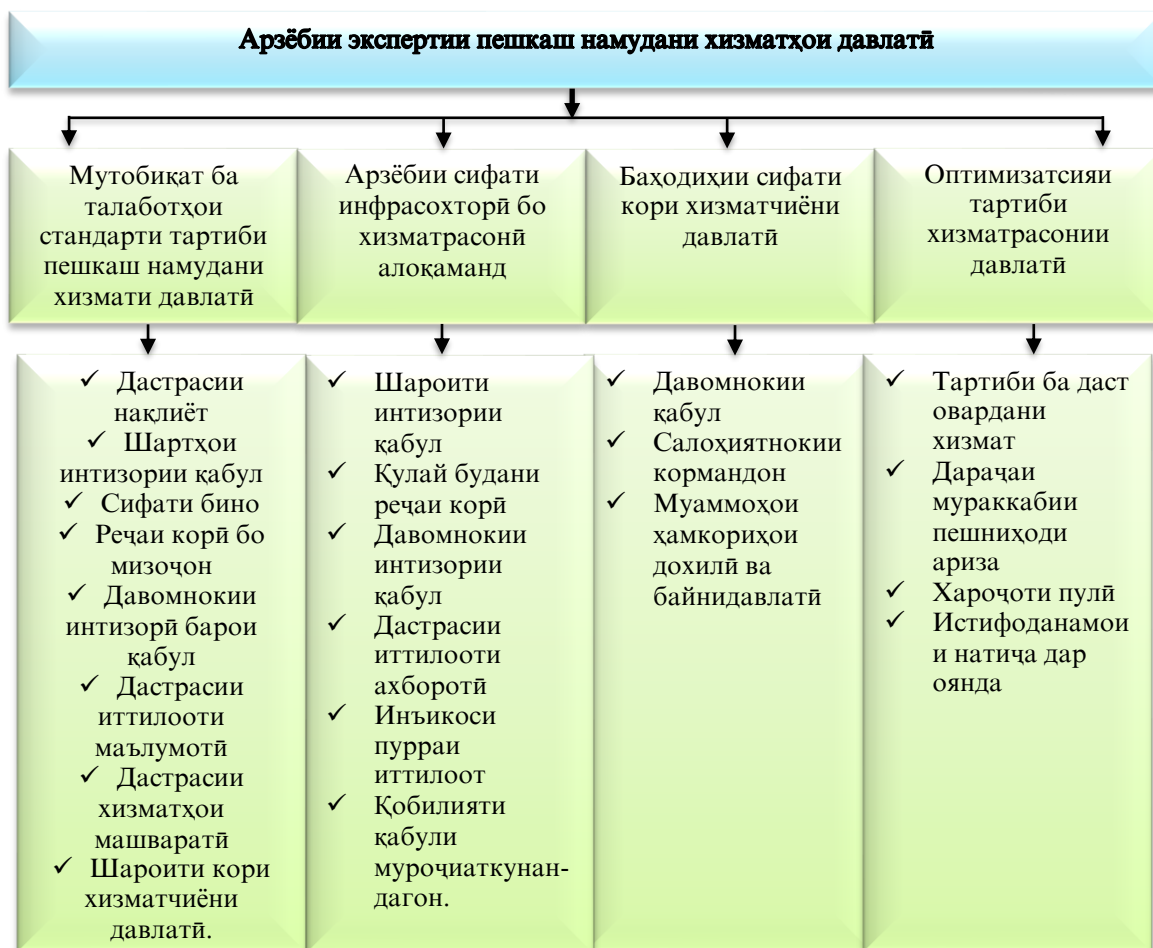 Арзёбии экспертии пешкаш намудани хизматҳои давлатӣ
Мутобиқат ба
талаботҳои
стандарти тартиби
пешкаш намудани
хизмати давлатӣ
Арзёбии сифати
инфрасохторӣ бо
хизматрасонӣ
алоқаманд
Баҳодиҳии сифати
кори хизматчиёни
давлатӣ
Оптимизатсияи
тартиби
хизматрасонии
давлатӣ
✓ Дастрасии
нақлиёт
✓ Шартҳои
интизории қабул
✓ Сифати бино
✓ Реҷаи корӣ бо
мизоҷон
✓ Давомнокии
интизорӣ барои
қабул
✓ Дастрасии
иттилооти
маълумотӣ
✓ Дастрасии
хизматҳои
машваратӣ
✓ Шароити кори
хизматчиёни
давлатӣ.
✓ Шароити
интизории
қабул
✓ Қулай будани
реҷаи корӣ
✓ Давомнокии
интизории
қабул
✓ Дастрасии
иттилооти
ахборотӣ
✓ Инъикоси
пурраи
иттилоот
✓ Қобилияти
қабули
муроҷиаткунан-
дагон.
✓ Давомнокии
қабул
✓ Салоҳиятнокии
кормандон
✓ Муаммоҳои
ҳамкориҳои
дохилӣ ва
байнидавлатӣ
✓ Тартиби ба даст
овардани
хизмат
✓ Дараҷаи
мураккабии
пешниҳоди
ариза
✓ Хароҷоти пулӣ
✓ Истифоданамои
и натиҷа дар
оянда